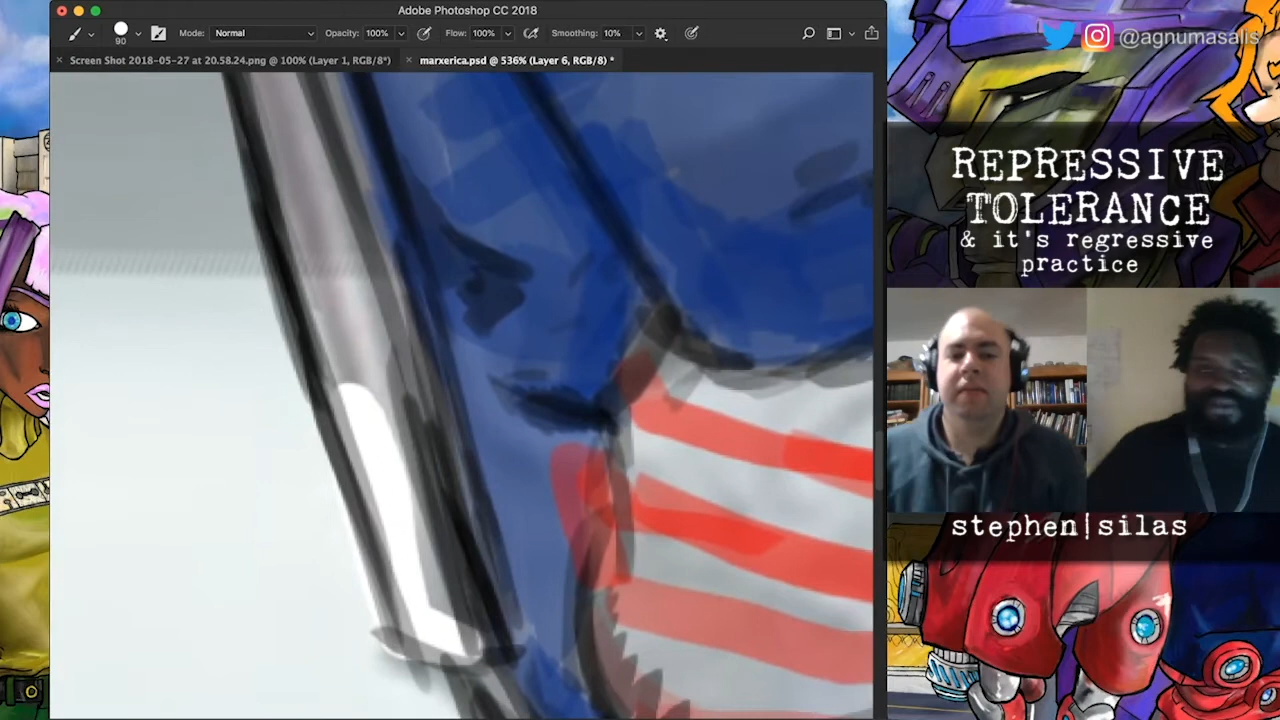 Adobe Photoshop CC 2018
90 Mode: Normal Opacity: 100% Flow: 100% Smoothing: 10%
Screen Shot 2018-05-27 at 20.58.24.png @ 100% (Layer 1, RGB/8*) marxerica.psd @ 536% (Layer 6, RGB/8) *
@agnumasalis
REPRESSIVE
TOLERANCE
& it's regressive
practice
stephen|silas